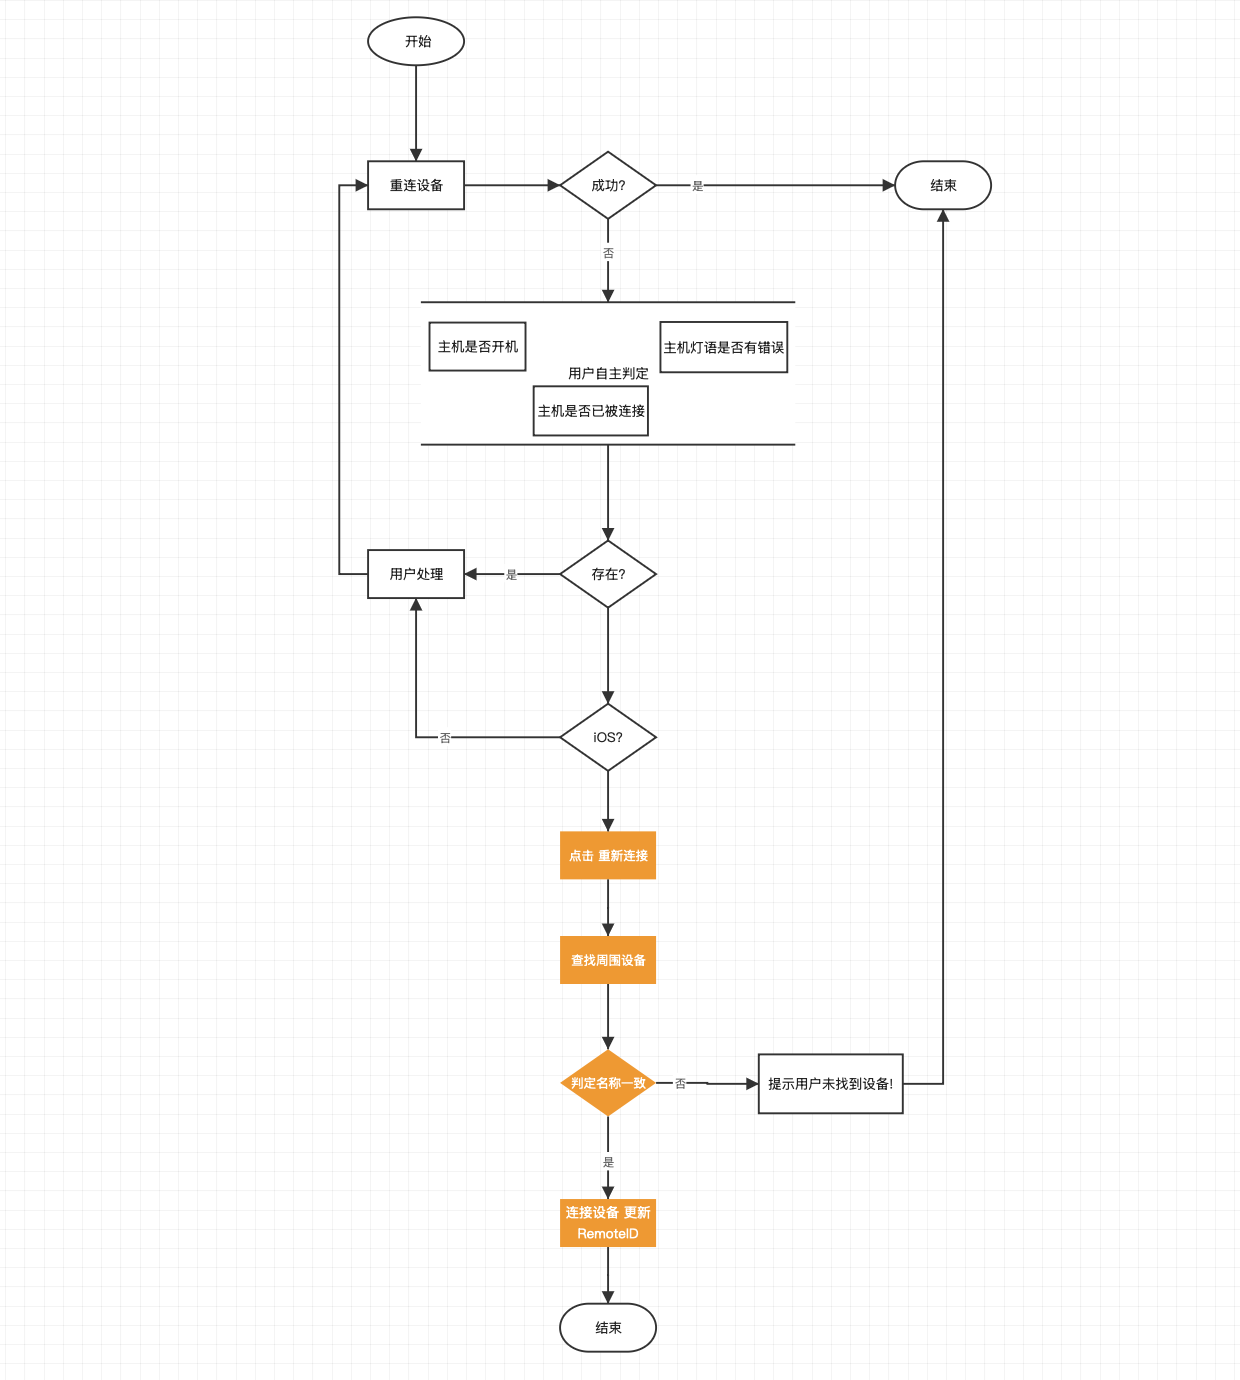 开始
重连设备
成功?
是
结束
否
主机是否开机
主机灯语是否有错误
用户自主判定
主机是否已被连接
用户处理
是
存在?
否
iOS?
点击 重新连接
查找周围设备
判定名称一致
否
提示用户未找到设备!
是
连接设备 更新
RemoteID
结束